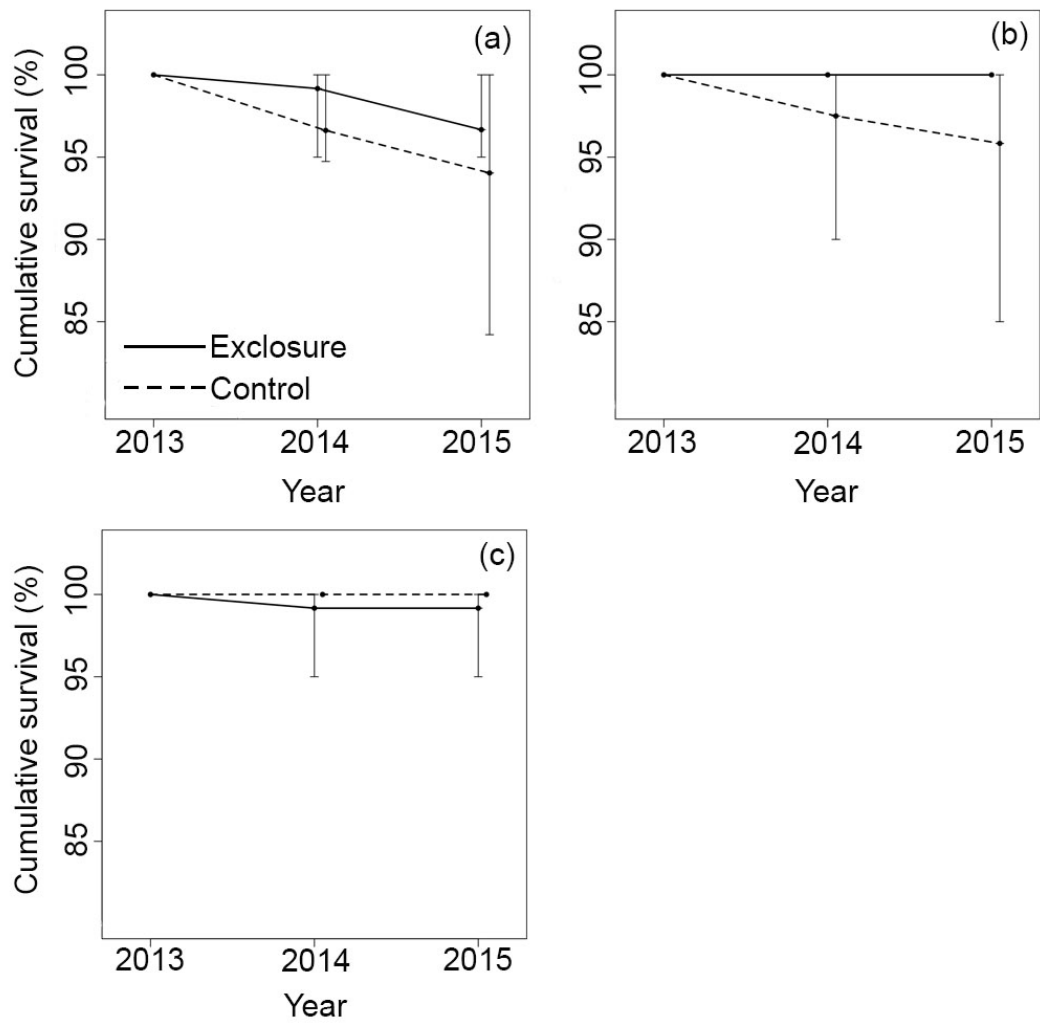 (a)
Cumulative survival (%)
100
95
90
85
Exclosure
Control
2013 2014 2015
Year
(b)
100
95
90
85
2013 2014 2015
Year
(c)
Cumulative survival (%)
100
95
90
85
2013 2014 2015
Year